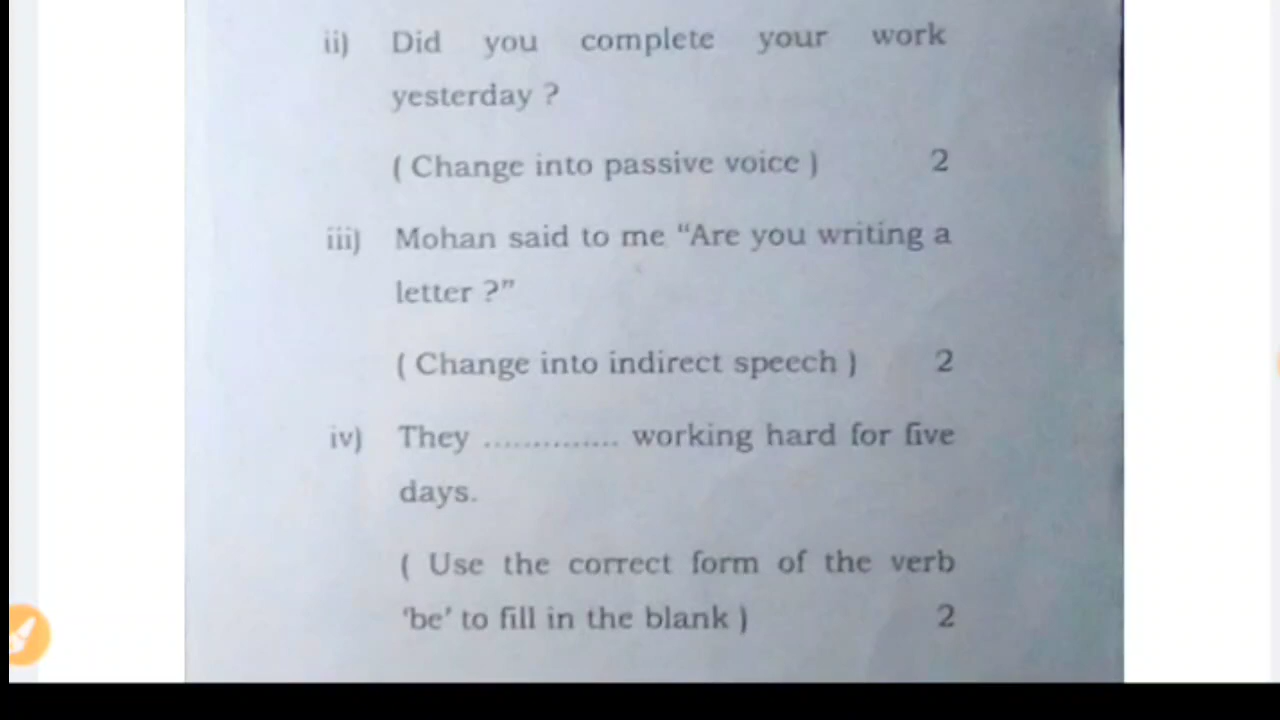 ii) Did you complete your work
yesterday ?
( Change into passive voice ) 2
iii) Mohan said to me “Are you writing a
letter ?”
( Change into indirect speech ) 2
iv) They .............. working hard for five
days.
( Use the correct form of the verb
‘be’ to fill in the blank ) 2